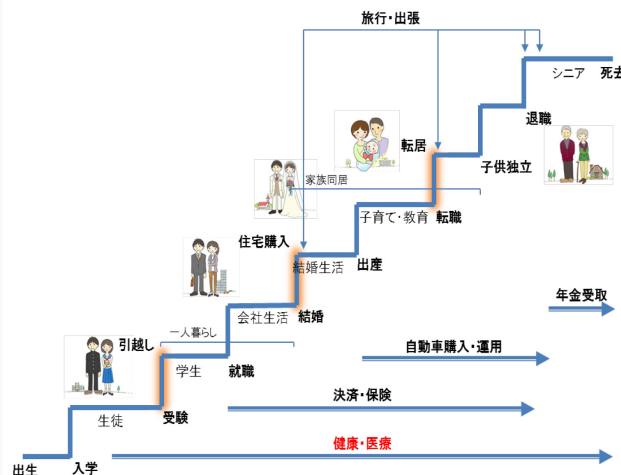 旅行・出張
シニア
死去
退職
転居
子供独立
家族同居
子育て・教育
転職
住宅購入
結婚生活
出産
年金受取
会社生活
結婚
一人暮らし
引越し
自動車購入・運用
学生
就職
決済・保険
生徒
受験
健康・医療
出生
入学